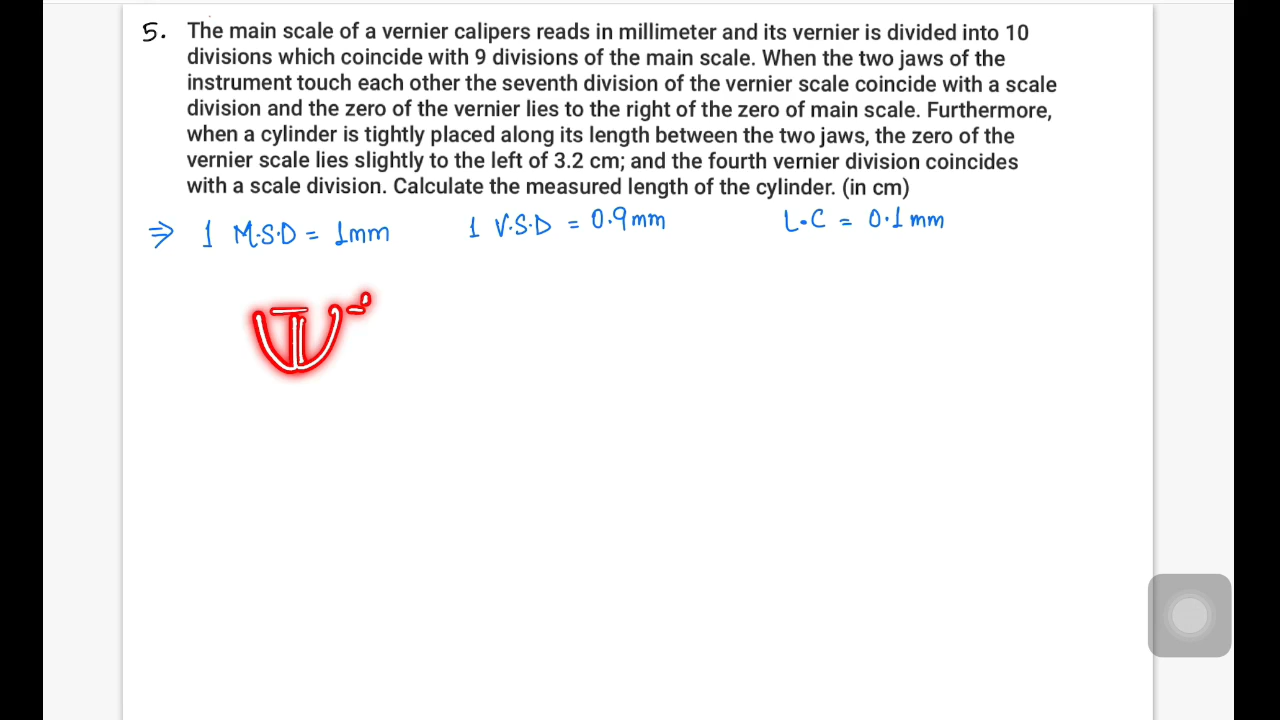 5. The main scale of a vernier calipers reads in millimeter and its vernier is divided into 10
divisions which coincide with 9 divisions of the main scale. When the two jaws of the
instrument touch each other the seventh division of the vernier scale coincide with a scale
division and the zero of the vernier lies to the right of the zero of main scale. Furthermore,
when a cylinder is tightly placed along its length between the two jaws, the zero of the
vernier scale lies slightly to the left of 3.2 cm; and the fourth vernier division coincides
with a scale division. Calculate the measured length of the cylinder. (in cm)
⇒ 1 M.S.D = 1mm 1 V.S.D = 0.9mm L.C = 0.1mm